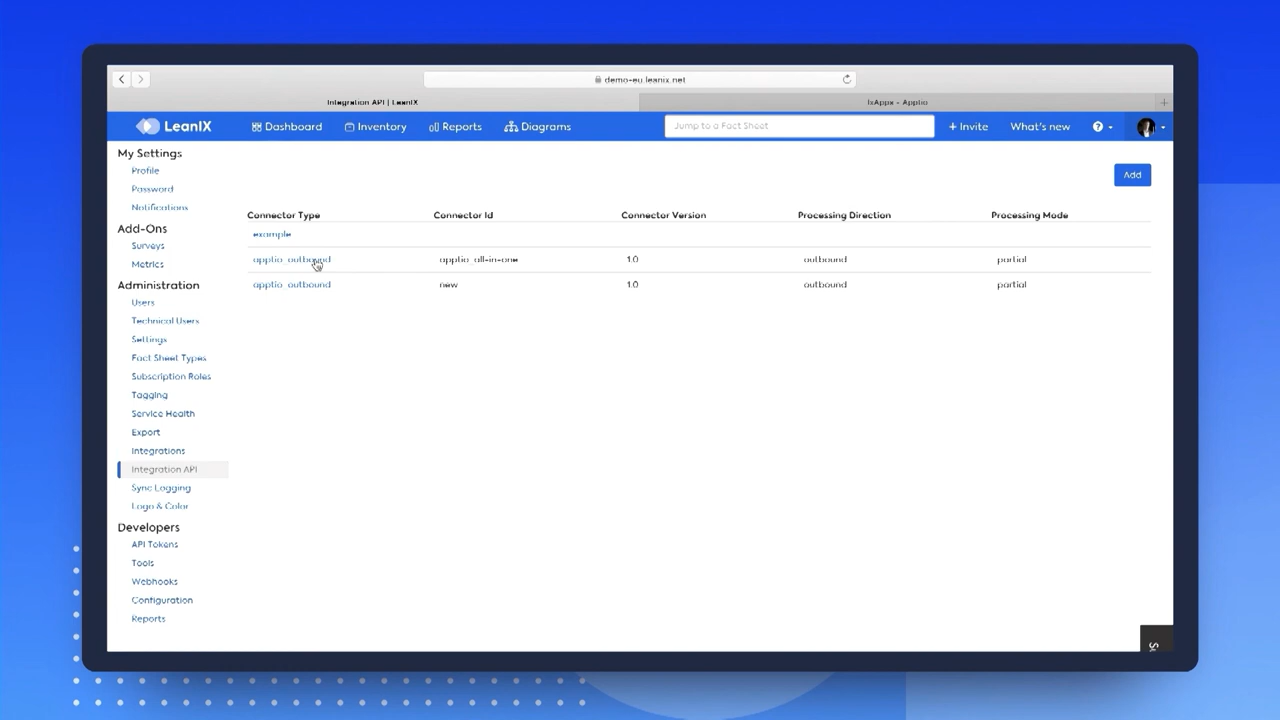 demo-eu.leanix.net
Integration API | LeanIX
lxApps - Apptio
LeanIX
Dashboard
Inventory
Reports
Diagrams
Jump to a Fact Sheet
+ Invite
What's new
?
My Settings
Profile
Password
Notifications
Add-Ons
Surveys
Metrics
Administration
Users
Technical Users
Settings
Fact Sheet Types
Subscription Roles
Tagging
Service Health
Export
Integrations
Integration API
Sync Logging
Logo & Color
Developers
API Tokens
Tools
Webhooks
Configuration
Reports
Add
Connector Type Connector Id Connector Version Processing Direction Processing Mode
example
apptio outbound apptio all-in-one 1.0 outbound partial
apptio outbound new 1.0 outbound partial